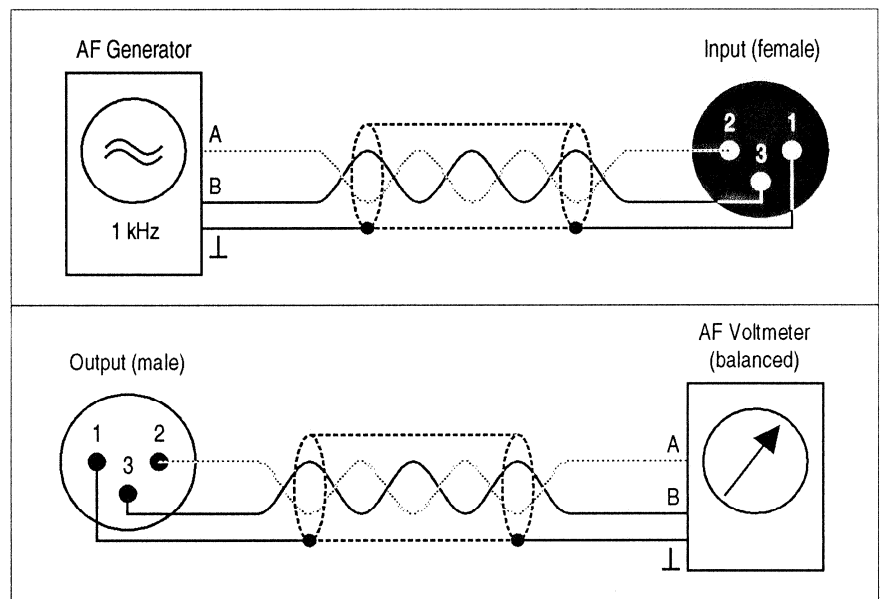 AF Generator
Input (female)
A
2
1
3
B
1 kHz
⊥
AF Voltmeter
(balanced)
Output (male)
1
2
A
3
B
⊥